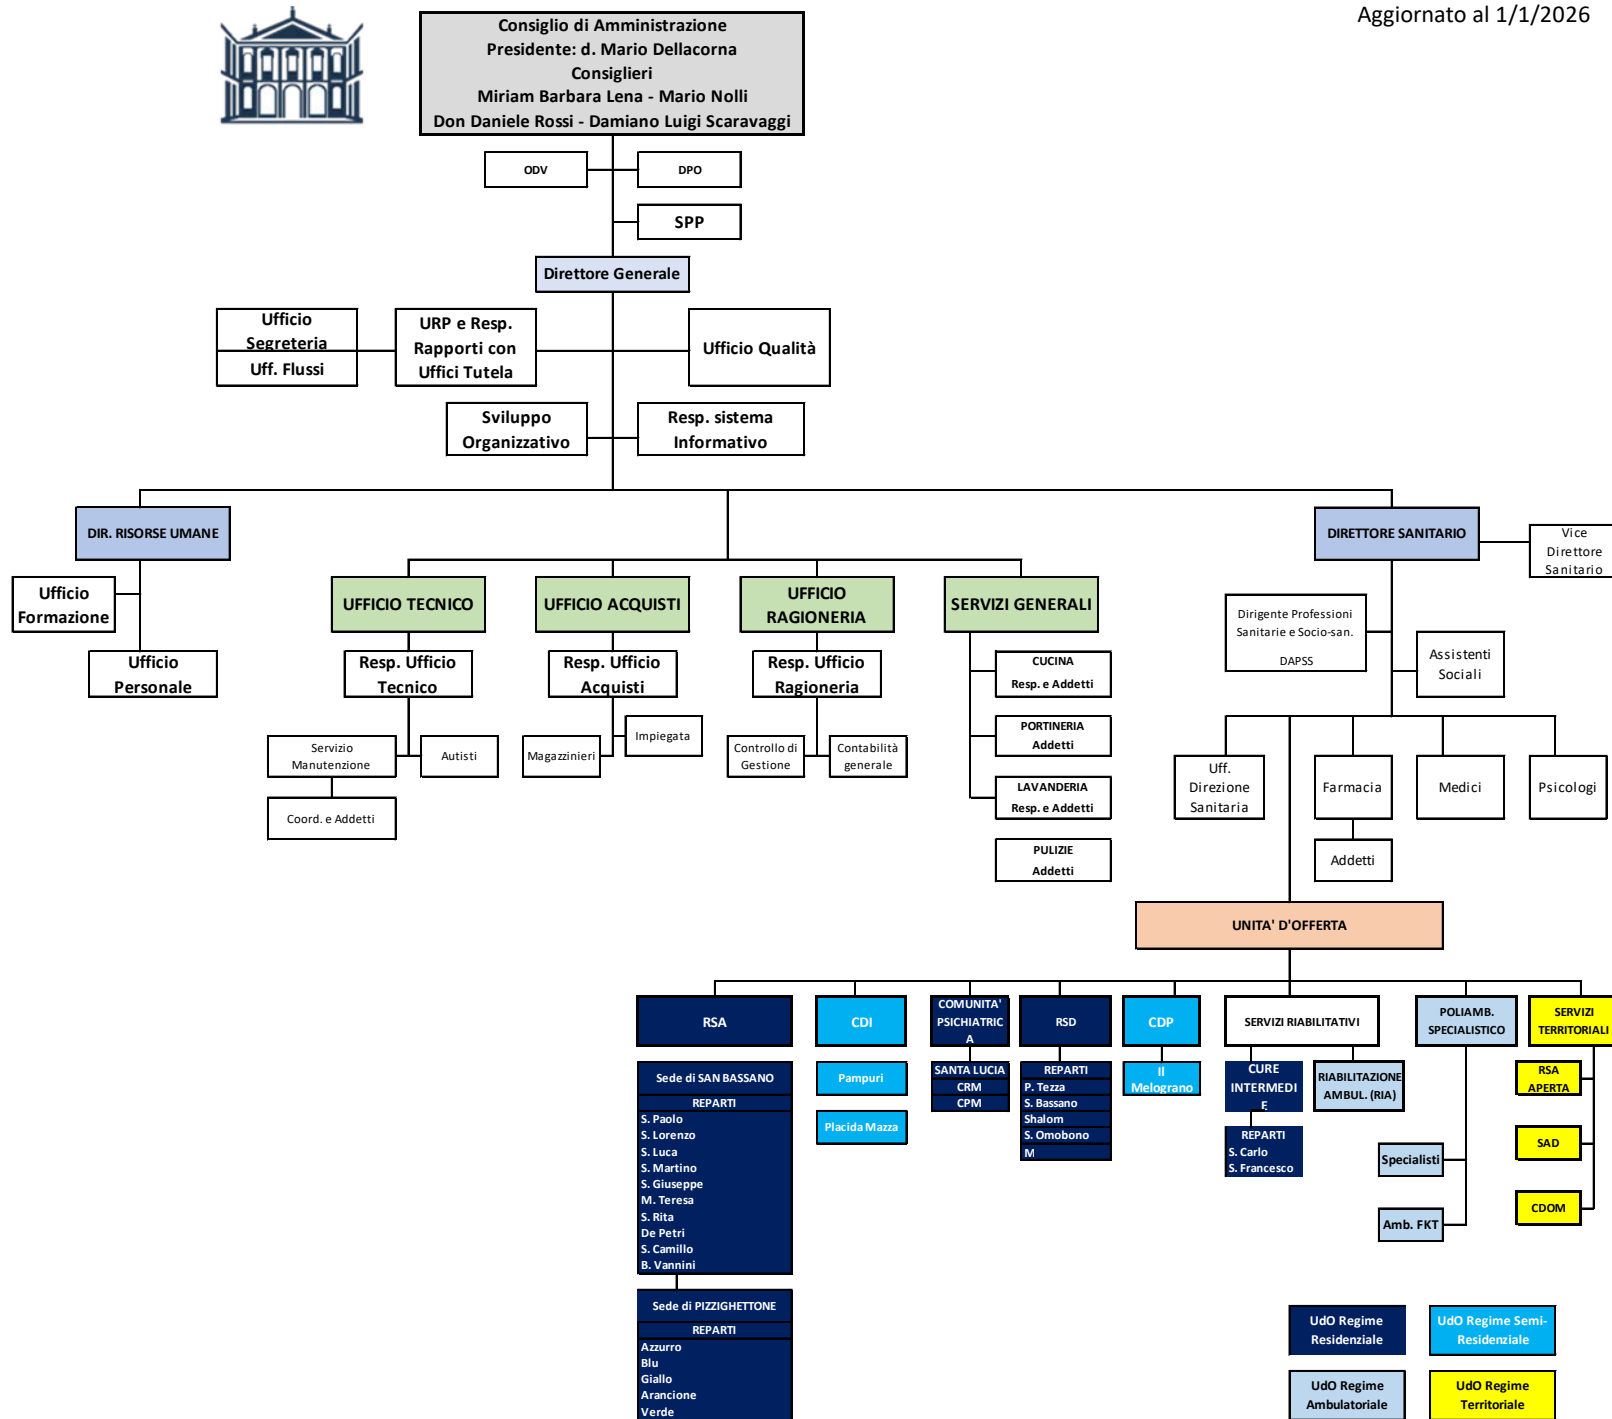 Aggiornato al 1/1/2026
Consiglio di Amministrazione
Presidente: d. Mario Dellacorna
Consiglieri
Miriam Barbara Lena - Mario Nolli
Don Daniele Rossi - Damiano Luigi Scaravaggi
ODV
DPO
SPP
Direttore Generale
Ufficio
Segreteria
Uff. Flussi
URP e Resp.
Rapporti con
Uffici Tutela
Ufficio Qualità
Sviluppo
Organizzativo
Resp. sistema
Informativo
DIR. RISORSE UMANE
DIRETTORE SANITARIO
Vice
Direttore
Sanitario
Ufficio
Formazione
Ufficio
Personale
UFFICIO TECNICO
UFFICIO ACQUISTI
UFFICIO
RAGIONERIA
SERVIZI GENERALI
Resp. Ufficio
Tecnico
Resp. Ufficio
Acquisti
Resp. Ufficio
Ragioneria
Servizio
Manutenzione
Autisti
Coord. e Addetti
Magazzinieri
Impiegata
Controllo di
Gestione
Contabilità
generale
CUCINA
Resp. e Addetti
PORTINERIA
Addetti
LAVANDERIA
Resp. e Addetti
PULIZIE
Addetti
Dirigente Professioni
Sanitarie e Socio-san.
DAPSS
Assistenti
Sociali
Uff.
Direzione
Sanitaria
Farmacia
Addetti
Medici
Psicologi
UNITA' D'OFFERTA
RSA
Sede di SAN BASSANO
REPARTI
S. Paolo
S. Lorenzo
S. Luca
S. Martino
S. Giuseppe
M. Teresa
S. Rita
De Petri
S. Camillo
B. Vannini
Sede di PIZZIGHETTONE
REPARTI
Azzurro
Blu
Giallo
Arancione
Verde
CDI
Pampuri
Placida Mazza
COMUNITA'
PSICHIATRIC
A
SANTA LUCIA
CRM
CPM
RSD
REPARTI
P. Tezza
S. Bassano
Shalom
S. Omobono
M
CDP
Il
Melograno
SERVIZI RIABILITATIVI
CURE
INTERMEDI
E
REPARTI
S. Carlo
S. Francesco
RIABILITAZIONE
AMBUL. (RIA)
POLIAMB.
SPECIALISTICO
Specialisti
Amb. FKT
SERVIZI
TERRITORIALI
RSA
APERTA
SAD
CDOM
UdO Regime
Residenziale
UdO Regime Semi-
Residenziale
UdO Regime
Ambulatoriale
UdO Regime
Territoriale